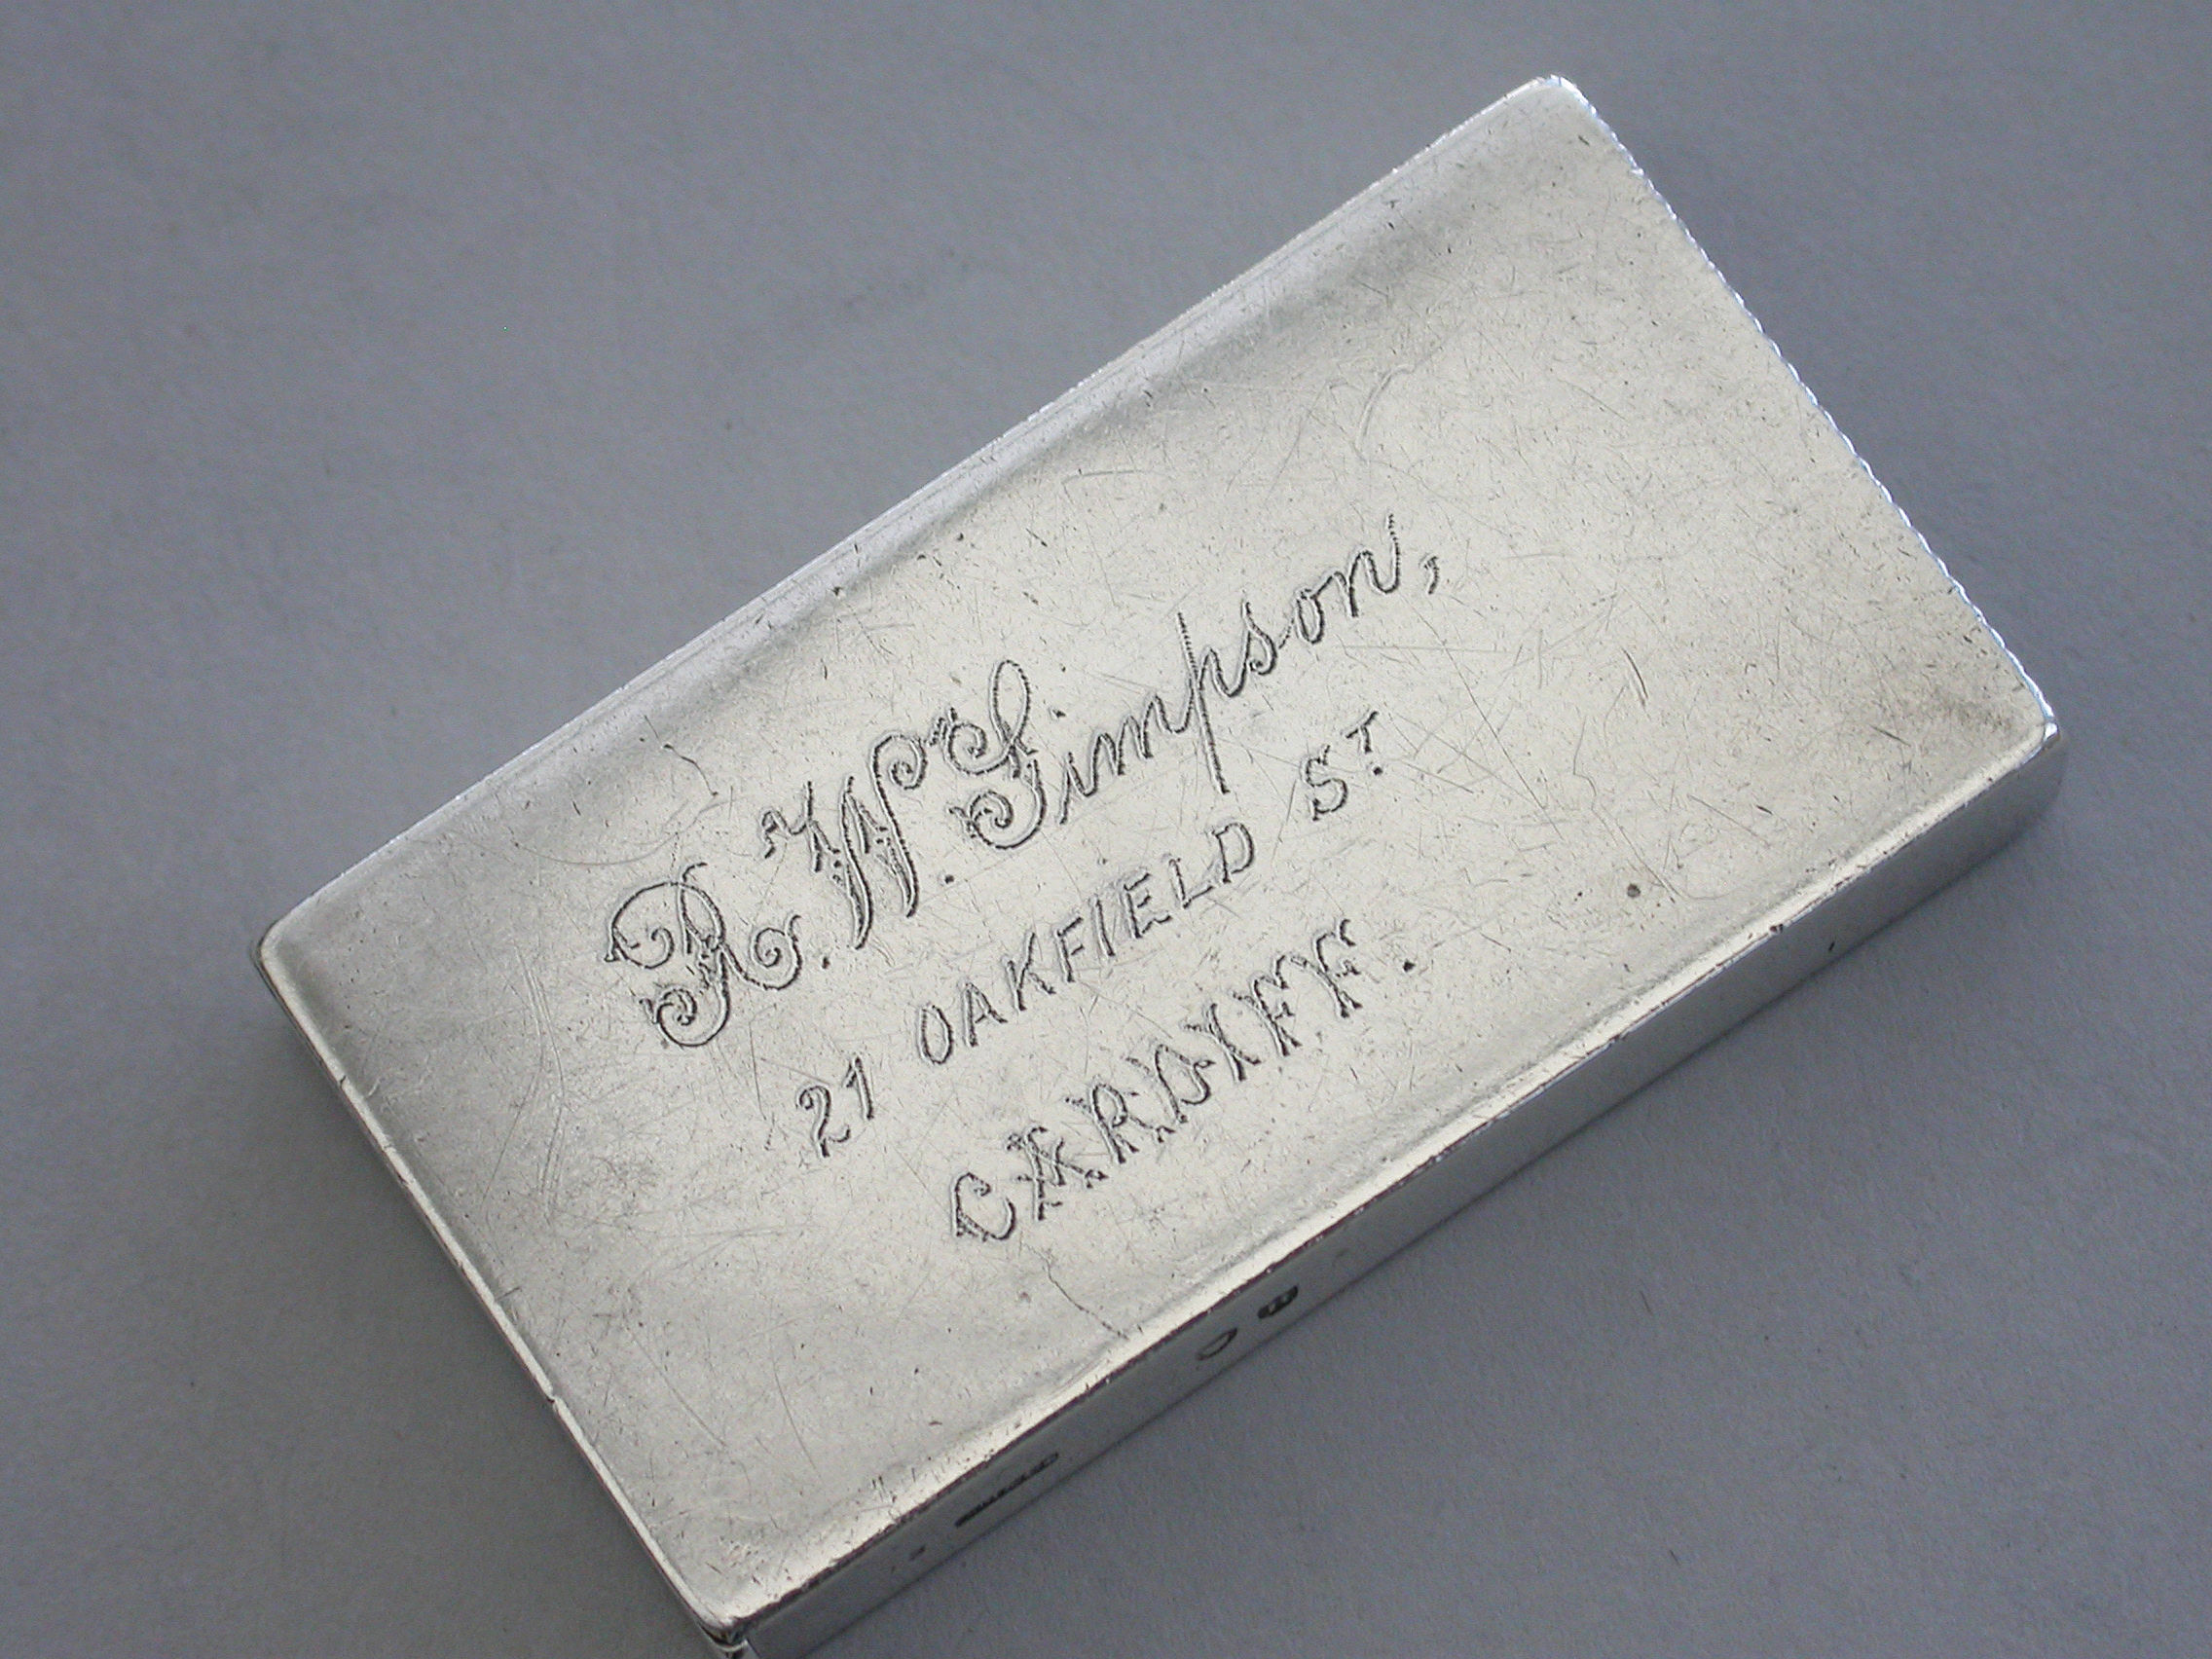 R. W. Simpson,
21 OAKFIELD ST
CARDIFF.